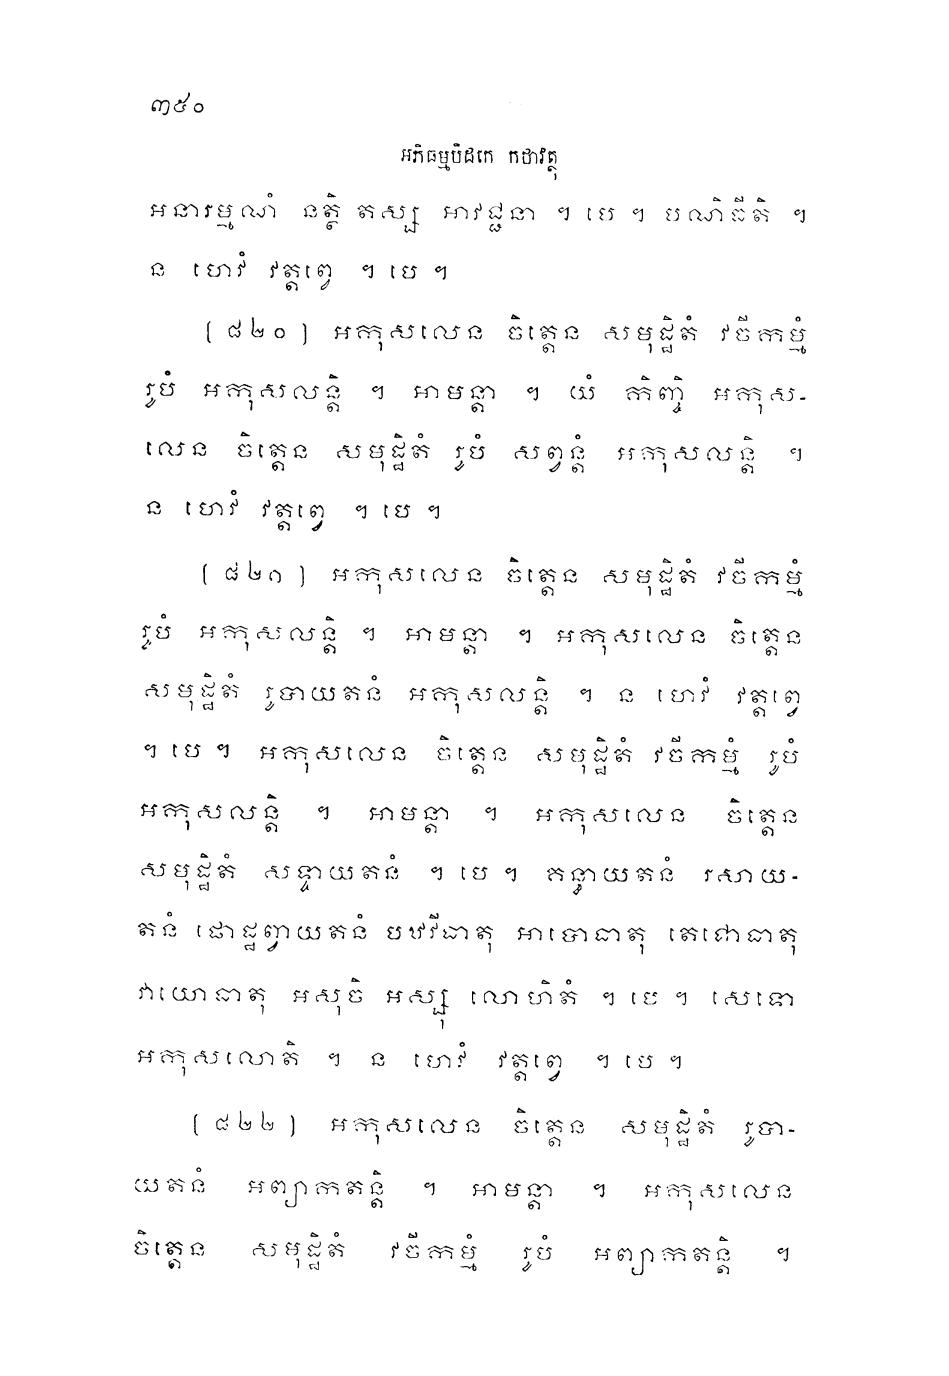 ៣៥០
អភិធម្មបិដកេ កថាវត្ថុ
អនារម្មណំ នត្ថិ តស្ស អាវជ្ជនា ។ បេ ។ បណិធីតិ ។
ន ហេវំ វត្តព្វេ ។ បេ ។
[ ៨២០ ] អកុសលេន ចិត្តេន សមុដ្ឋិតំ វចីកម្មំ
រូបំ អកុសលន្តិ ។ អាមន្តា ។ យំ កិញ្ចិ អកុស-
លេន ចិត្តេន សមុដ្ឋិតំ រូបំ សព្វន្តំ អកុសលន្តិ ។
ន ហេវំ វត្តព្វេ ។ បេ ។
[ ៨២១ ] អកុសលេន ចិត្តេន សមុដ្ឋិតំ វចីកម្មំ
រូបំ អកុសលន្តិ ។ អាមន្តា ។ អកុសលេន ចិត្តេន
សមុដ្ឋិតំ រូបាយតនំ អកុសលន្តិ ។ ន ហេវំ វត្តព្វេ
។ បេ ។ អកុសលេន ចិត្តេន សមុដ្ឋិតំ វចីកម្មំ រូបំ
អកុសលន្តិ ។ អាមន្តា ។ អកុសលេន ចិត្តេន
សមុដ្ឋិតំ សទ្ទាយតនំ ។ បេ ។ គន្ធាយតនំ រសាយ-
តនំ ផោដ្ឋព្វាយតនំ បឋវីធាតុ អាបោធាតុ តេជោធាតុ
វាយោធាតុ អសុចិ អស្សុ លោហិតំ ។ បេ ។ សេទោ
អកុសលោតិ ។ ន ហេវំ វត្តព្វេ ។ បេ ។
[ ៨២២ ] អកុសលេន ចិត្តេន សមុដ្ឋិតំ រូបា-
យតនំ អព្យាកតន្តិ ។ អាមន្តា ។ អកុសលេន
ចិត្តេន សមុដ្ឋិតំ វចីកម្មំ រូបំ អព្យាកតន្តិ ។